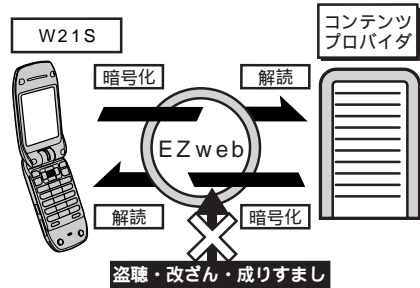 W21S
コンテンツ
プロバイダ
暗号化
解読
EZweb
解読
暗号化
盗聴・改ざん・成りすまし